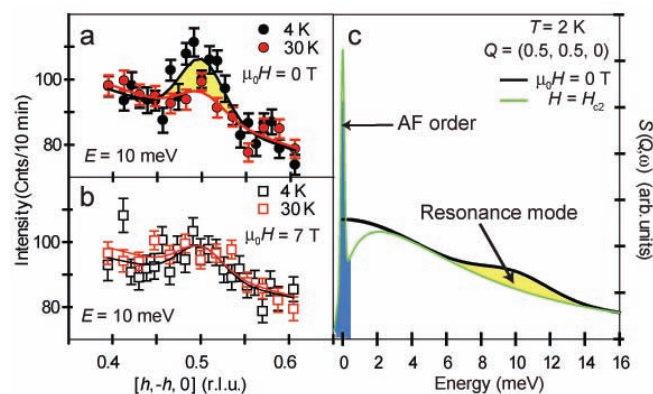 a
4 K
30 K
μ₀H = 0 T
E = 10 meV
b
4 K
30 K
μ₀H = 7 T
E = 10 meV
Intensity (Cnts/10 min)
100
80
100
80
0.4
0.5
0.6
[h,-h, 0] (r.l.u.)
c
T = 2 K
Q = (0.5, 0.5, 0)
μ₀H = 0 T
H = H_c2
AF order
Resonance mode
S(Q,ω) (arb. units)
0 2 4 6 8 10 12 14 16
Energy (meV)